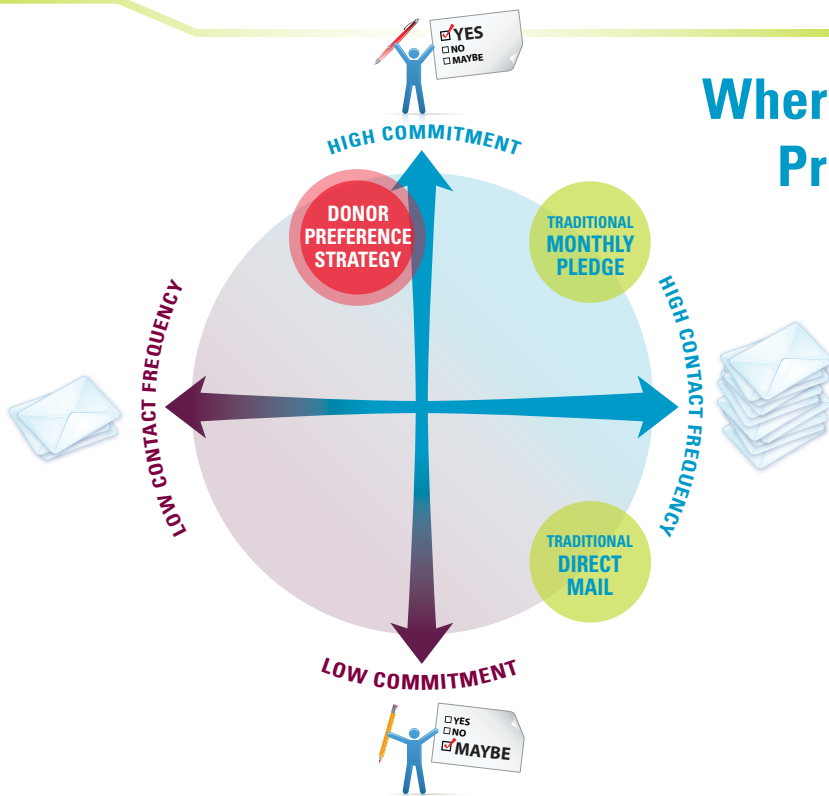 YES
NO
MAYBE
Wher
Pr
HIGH COMMITMENT
DONOR
PREFERENCE
STRATEGY
TRADITIONAL
MONTHLY
PLEDGE
LOW CONTACT FREQUENCY
HIGH CONTACT FREQUENCY
TRADITIONAL
DIRECT
MAIL
LOW COMMITMENT
YES
NO
MAYBE